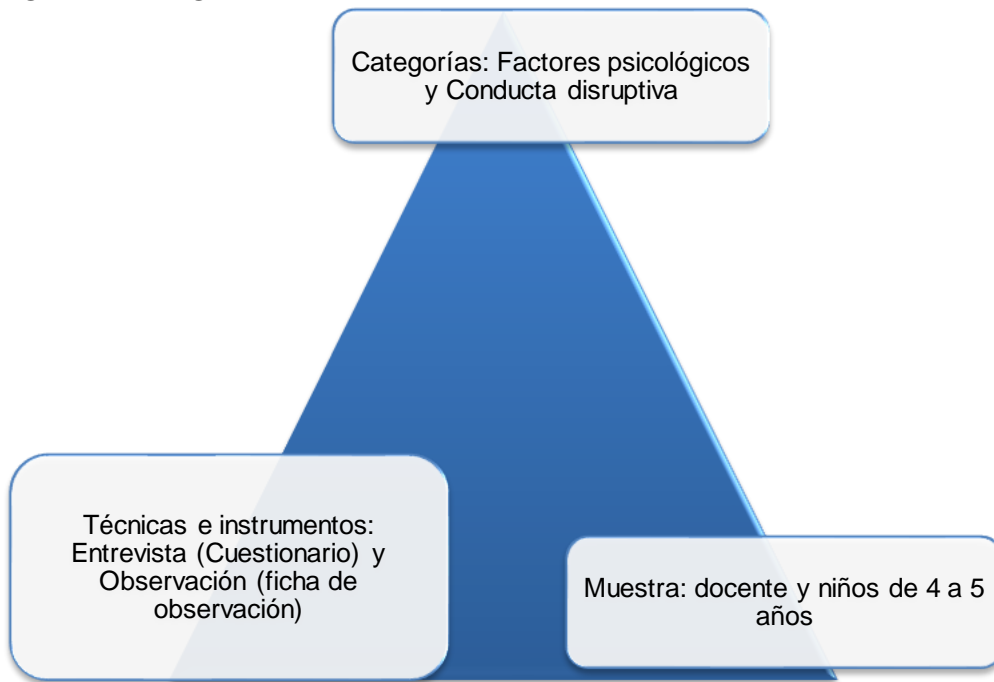 Categorías: Factores psicológicos
y Conducta disruptiva
Técnicas e instrumentos:
Entrevista (Cuestionario) y
Observación (ficha de
observación)
Muestra: docente y niños de 4 a 5
años